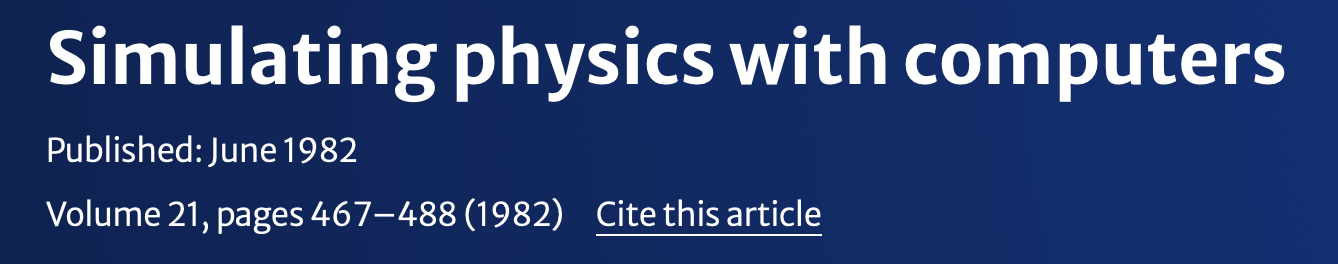 Simulating physics with computers
Published: June 1982
Volume 21, pages 467–488 (1982) Cite this article